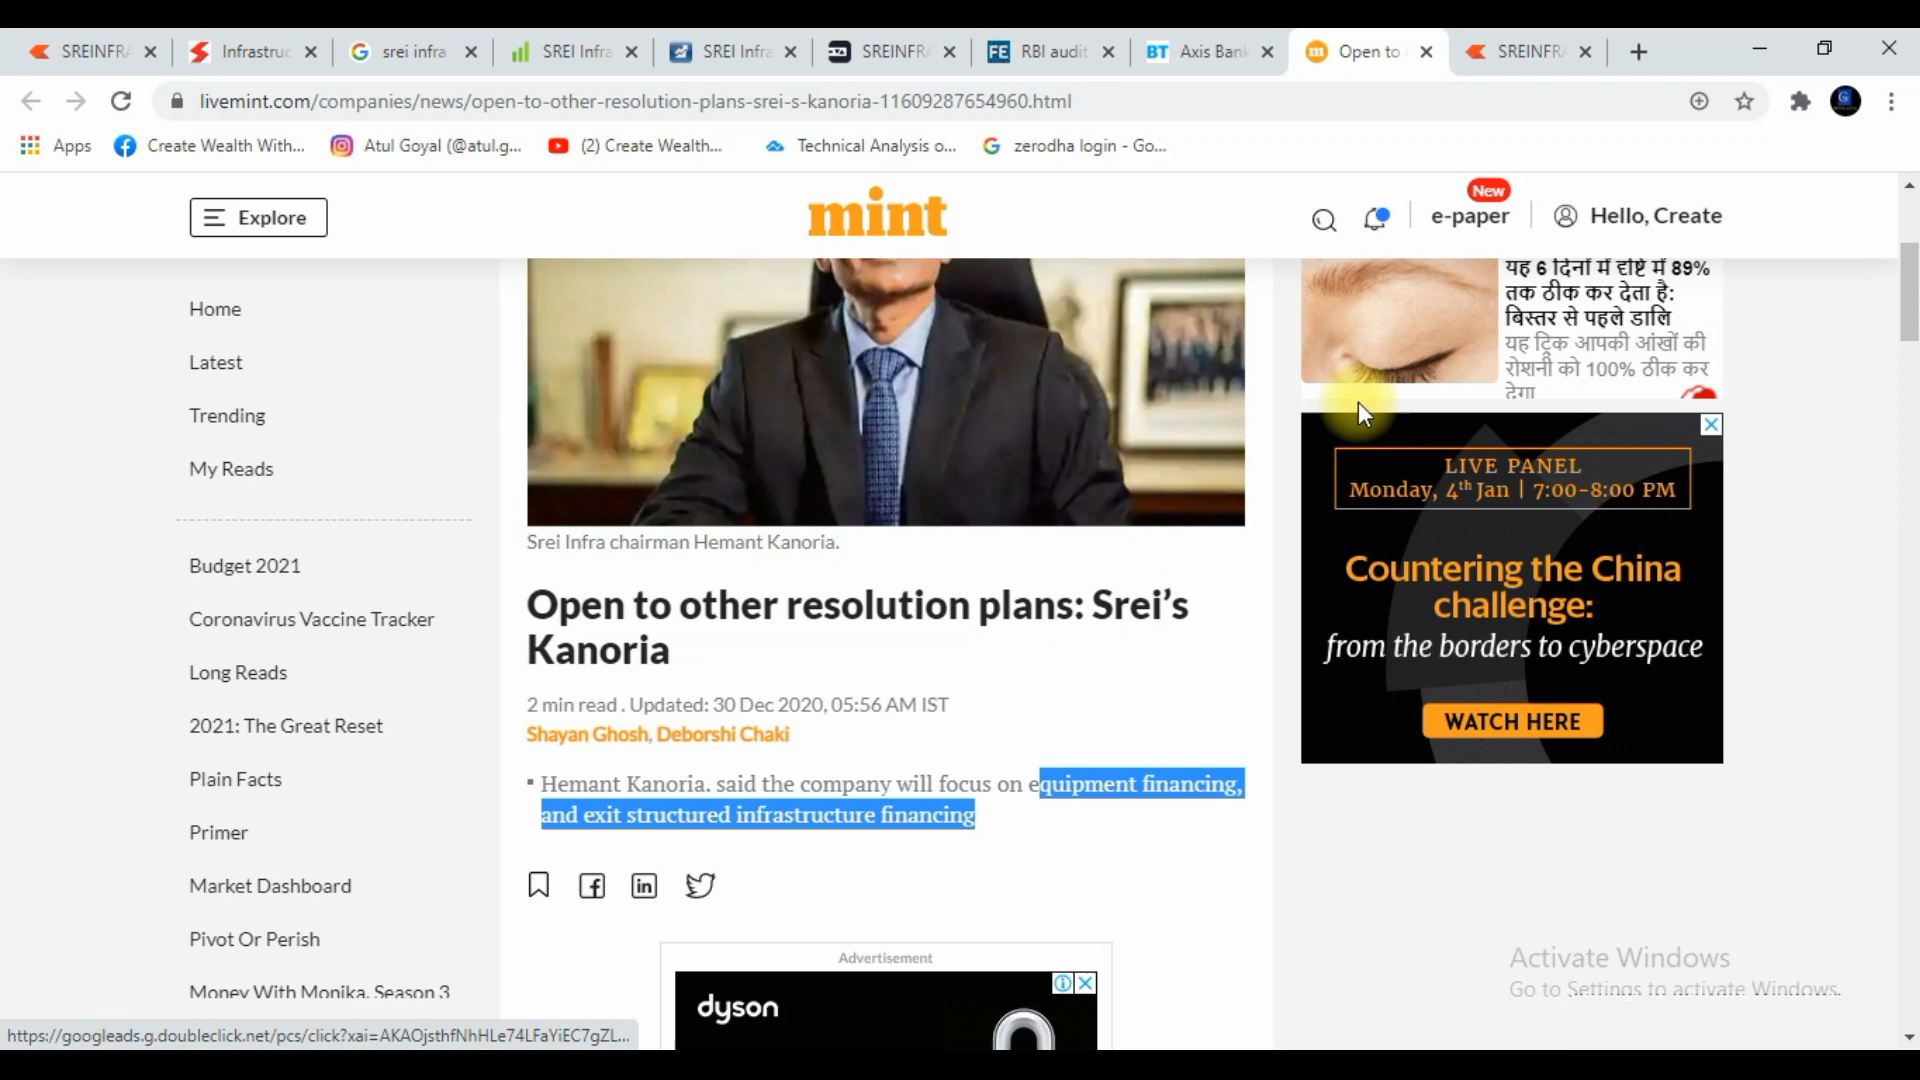 SREINFRA
Infrastruc
srei infra
SREI Infra
SREI Infra
SREINFRA
FE RBI audit
BT Axis Bank
m Open to
SREINFRA
livemint.com/companies/news/open-to-other-resolution-plans-srei-s-kanoria-11609287654960.html
Apps
Create Wealth With...
Atul Goyal (@atul.g...
(2) Create Wealth...
Technical Analysis o...
zerodha login - Go...
Explore
mint
New
e-paper
Hello, Create
Home
Latest
Trending
My Reads
Budget 2021
Coronavirus Vaccine Tracker
Long Reads
2021: The Great Reset
Plain Facts
Primer
Market Dashboard
Pivot Or Perish
Money With Monika, Season 3
Srei Infra chairman Hemant Kanoria.
Open to other resolution plans: Srei’s
Kanoria
2 min read . Updated: 30 Dec 2020, 05:56 AM IST
Shayan Ghosh, Deborshi Chaki
▪ Hemant Kanoria. said the company will focus on equipment financing,
and exit structured infrastructure financing
Advertisement
dyson
यह 6 दिनों में दृष्टि में 89%
तक ठीक कर देता है:
बिस्तर से पहले डालि
यह ट्रिक आपकी आंखों की
रोशनी को 100% ठीक कर
देगा
LIVE PANEL
Monday, 4th Jan | 7:00-8:00 PM
Countering the China
challenge:
from the borders to cyberspace
WATCH HERE
Activate Windows
Go to Settings to activate Windows.
https://googleads.g.doubleclick.net/pcs/click?xai=AKAOjsthfNhHLe74LFaYiEC7gZL...